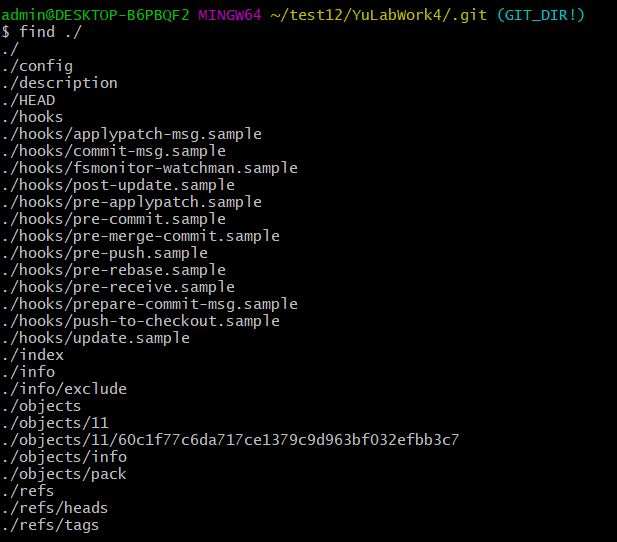 admin@DESKTOP-B6PBQF2 MINGW64 ~/test12/YuLabWork4/.git (GIT_DIR!)
$ find ./
./
./config
./description
./HEAD
./hooks
./hooks/applypatch-msg.sample
./hooks/commit-msg.sample
./hooks/fsmonitor-watchman.sample
./hooks/post-update.sample
./hooks/pre-applypatch.sample
./hooks/pre-commit.sample
./hooks/pre-merge-commit.sample
./hooks/pre-push.sample
./hooks/pre-rebase.sample
./hooks/pre-receive.sample
./hooks/prepare-commit-msg.sample
./hooks/push-to-checkout.sample
./hooks/update.sample
./index
./info
./info/exclude
./objects
./objects/11
./objects/11/60c1f77c6da717ce1379c9d963bf032efbb3c7
./objects/info
./objects/pack
./refs
./refs/heads
./refs/tags